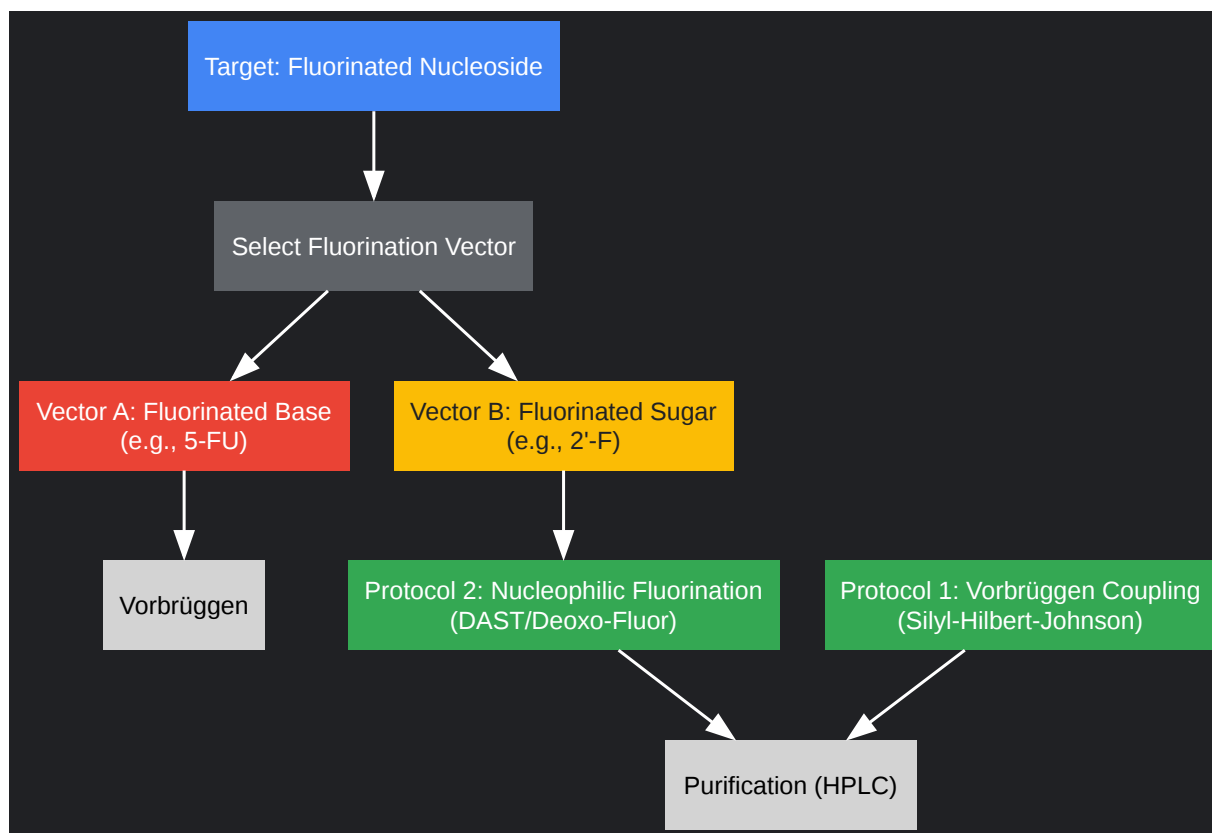 Target: Fluorinated Nucleoside
Select Fluorination Vector
Vector A: Fluorinated Base
(e.g., 5-FU)
Vector B: Fluorinated Sugar
(e.g., 2'-F)
Vorbrüggen
Protocol 2: Nucleophilic Fluorination
(DAST/Deoxo-Fluor)
Protocol 1: Vorbrüggen Coupling
(Silyl-Hilbert-Johnson)
Purification (HPLC)